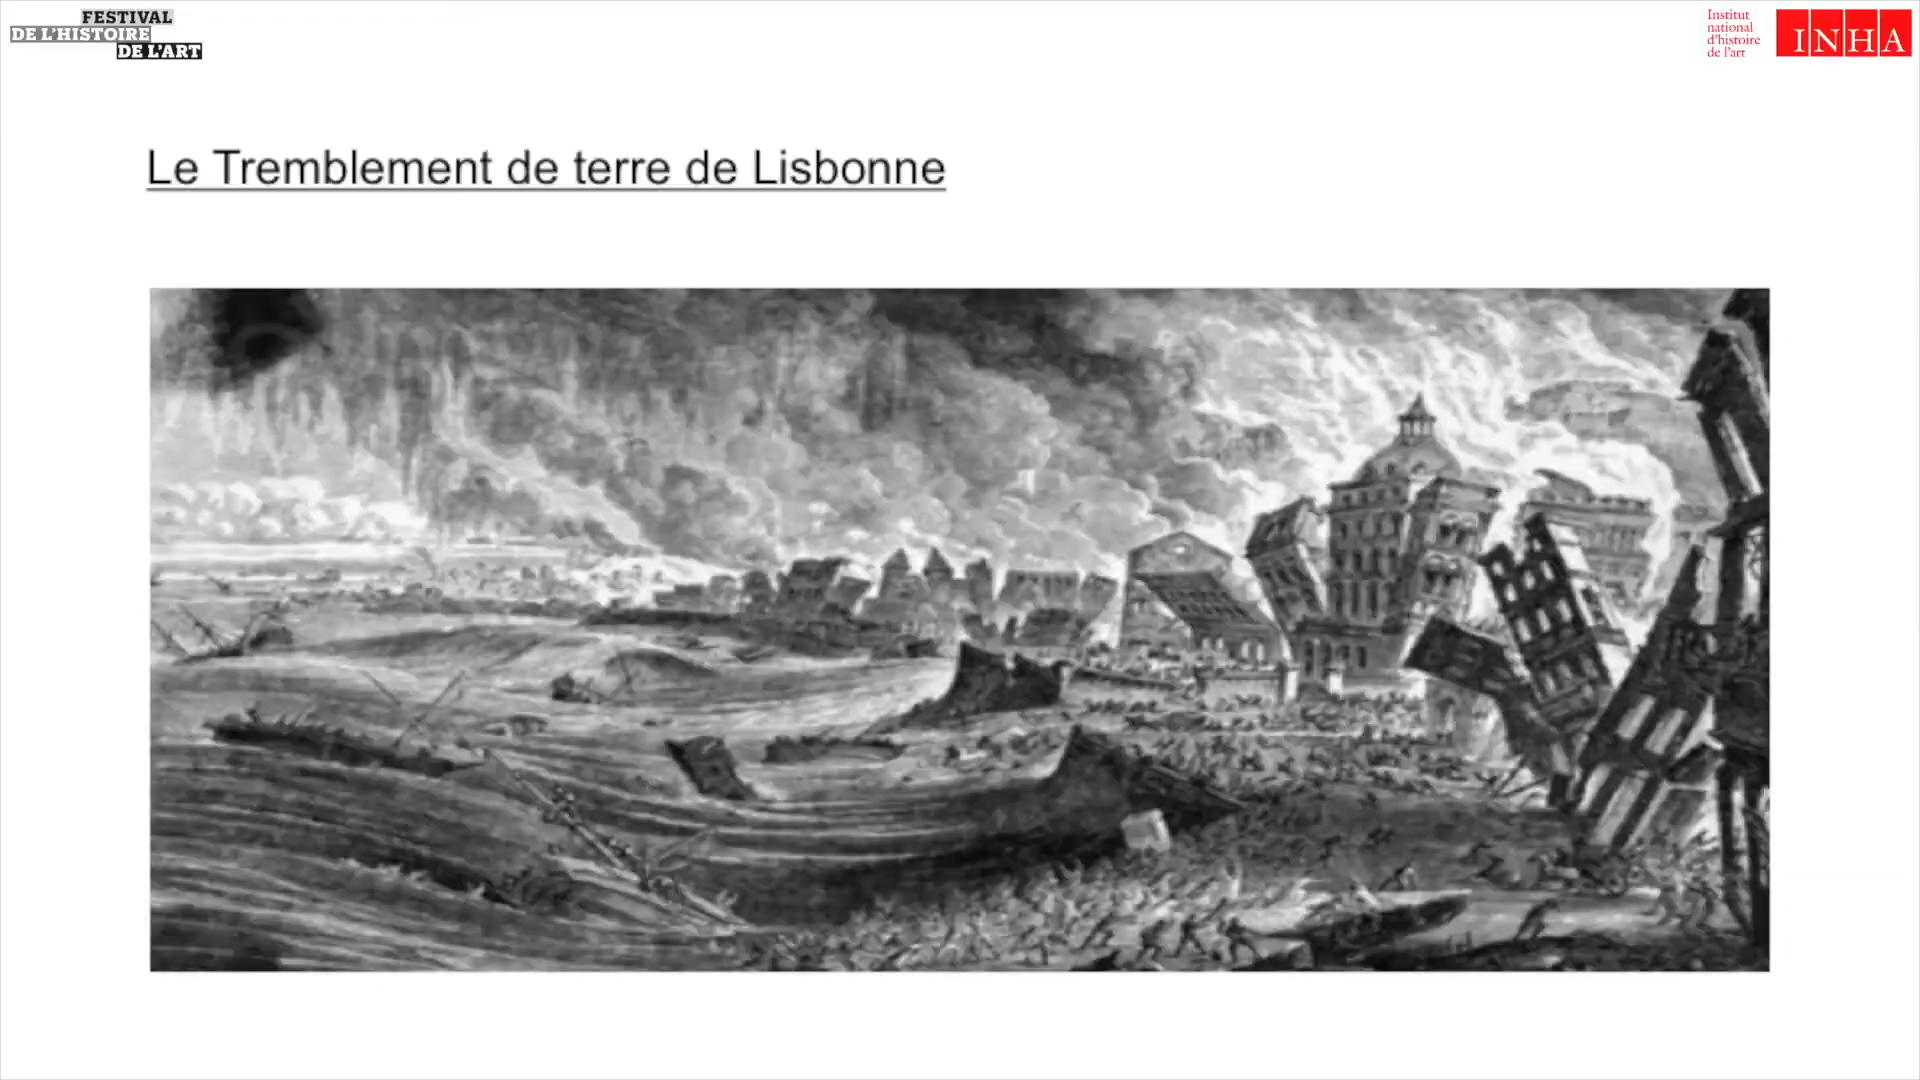 FESTIVAL
DE L'HISTOIRE
DE L'ART
Institut
national
d'histoire
de l'art
INHA
Le Tremblement de terre de Lisbonne